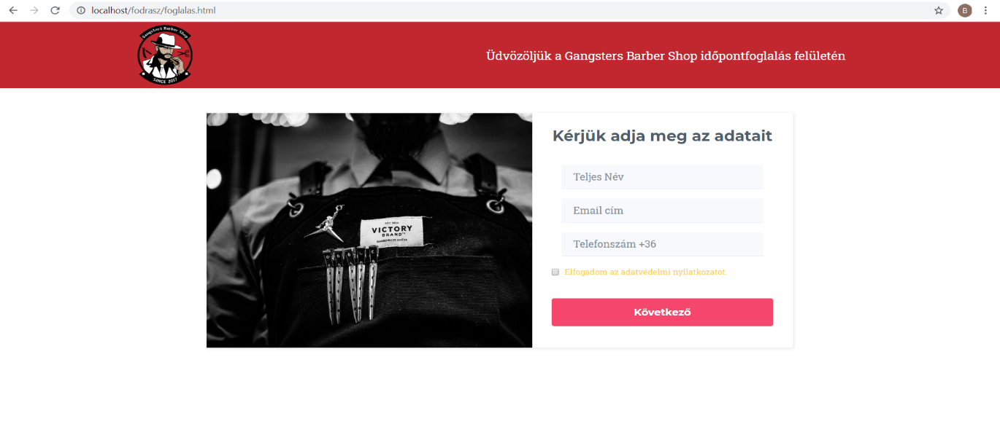 localhost/fodrasz/foglalas.html
B
Gangsters Barber Shop
SINCE 2017
Üdvözöljük a Gangsters Barber Shop időpontfoglalás felületén
VICTORY
BRAND™
Kérjük adja meg az adatait
Teljes Név
Email cím
Telefonszám +36
Elfogadom az adatvédelmi nyilatkozatot.
Következő